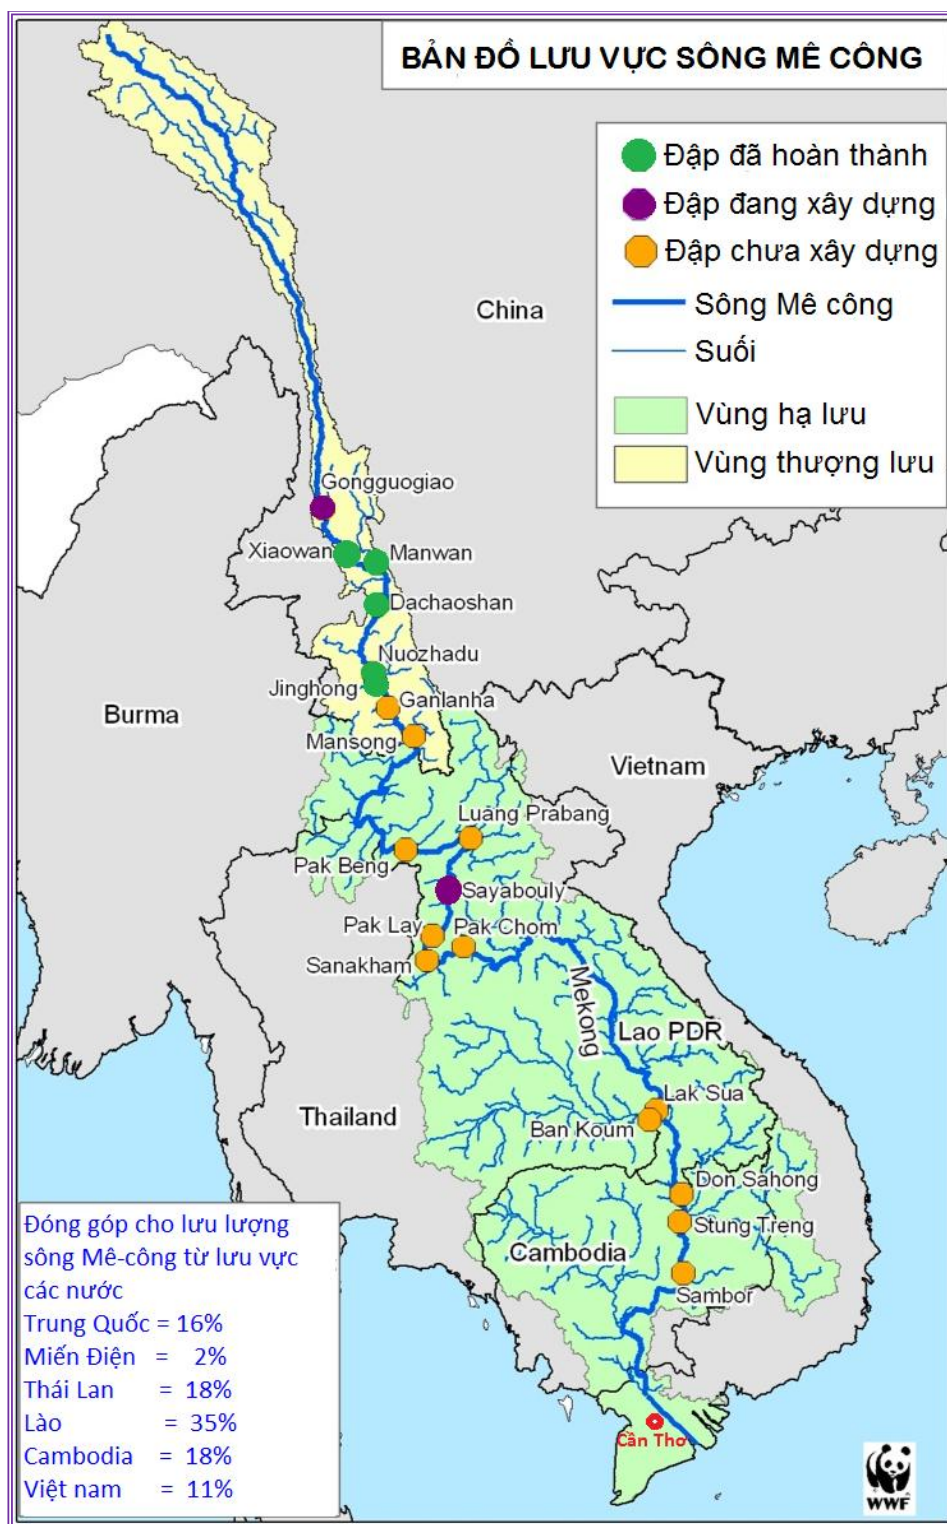 BẢN ĐỒ LƯU VỰC SÔNG MÊ CÔNG
Đập đã hoàn thành
Đập đang xây dựng
Đập chưa xây dựng
Sông Mê công
Suối
Vùng hạ lưu
Vùng thượng lưu
China
Gongguogiao
Xiaowan
Manwan
Dachaoshan
Nuozhadu
Jinghong
Ganlanha
Burma
Mansong
Vietnam
Luang Prabang
Pak Beng
Sayabouly
Pak Lay
Pak Chom
Sanakham
Mekong
Lao PDR
Lak Sua
Thailand
Ban Koum
Don Sahong
Stung Treng
Cambodia
Sambor
Cần Thơ
Đóng góp cho lưu lượng
sông Mê-công từ lưu vực
các nước
Trung Quốc = 16%
Miến Điện = 2%
Thái Lan = 18%
Lào = 35%
Cambodia = 18%
Việt nam = 11%
WWF